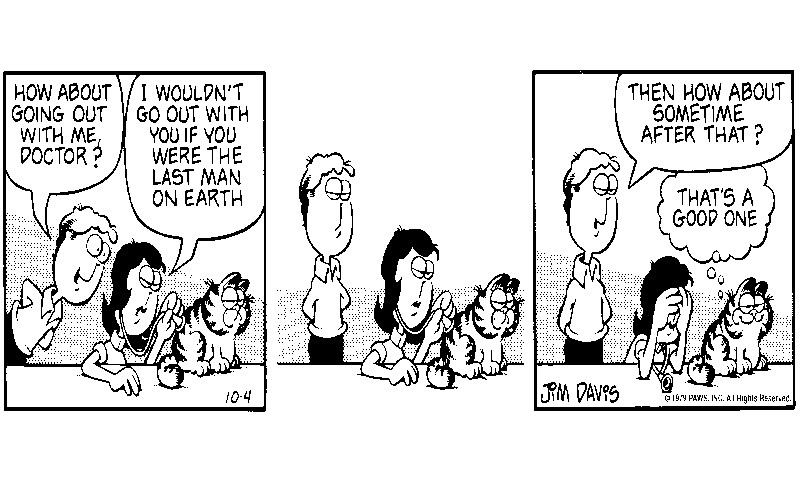 HOW ABOUT
GOING OUT
WITH ME,
DOCTOR?
I WOULDN'T
GO OUT WITH
YOU IF YOU
WERE THE
LAST MAN
ON EARTH
10-4
THEN HOW ABOUT
SOMETIME
AFTER THAT?
THAT'S A
GOOD ONE
JIM DAVIS
© 1979 PAWS, INC. All Rights Reserved.